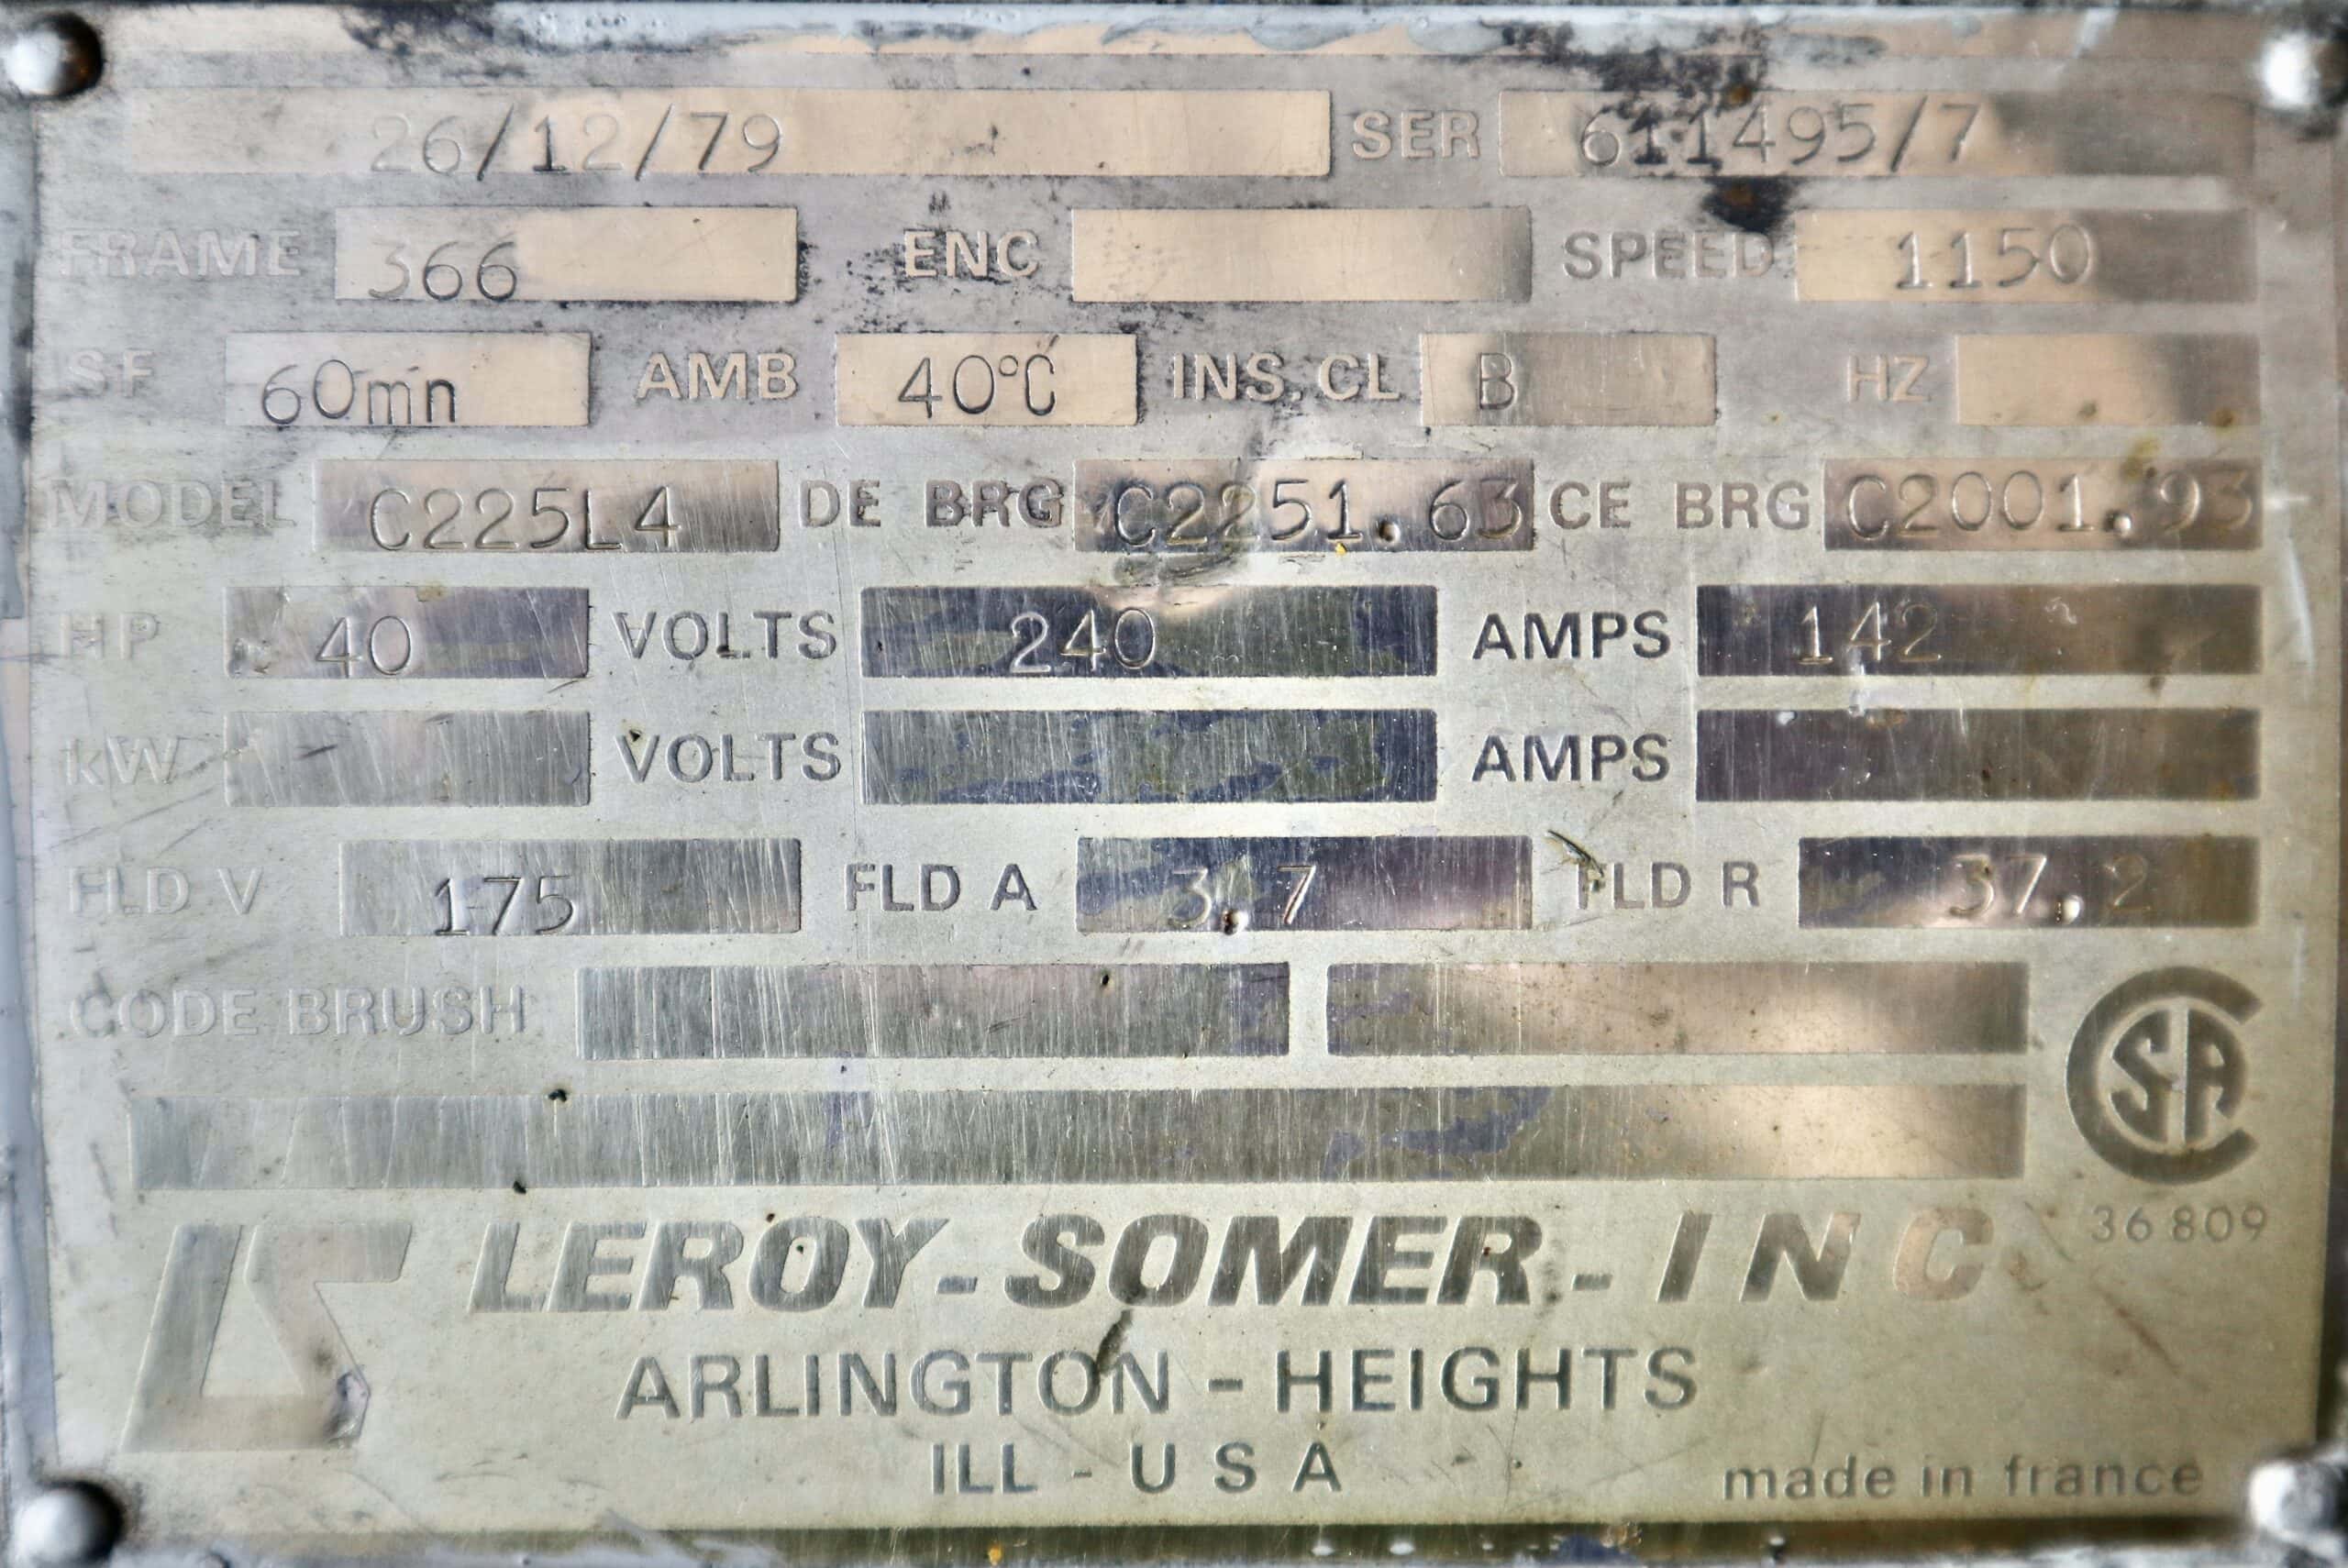 26/12/79 SER 611495/7
FRAME 366 ENC SPEED 1150
SF 60mn AMB 40°C INS.CL B HZ
MODEL C225L4 DE BRG C2251.63 CE BRG C2001.93
HP 40 VOLTS 240 AMPS 142
kW VOLTS AMPS
FLD V 175 FLD A 3.7 FLD R 37.2
CODE BRUSH
CSA
36809
LS LEROY-SOMER-INC
ARLINGTON-HEIGHTS
ILL-USA
made in france